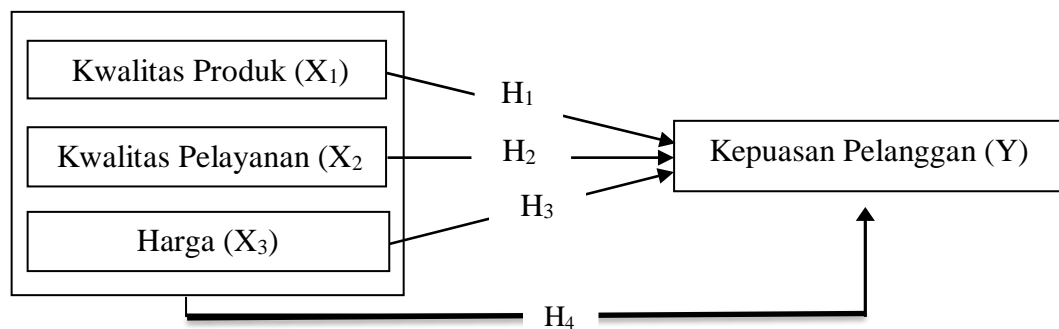 Kwalitas Produk (X₁)
H₁
Kwalitas Pelayanan (X₂
H₂
Kepuasan Pelanggan (Y)
H₃
Harga (X₃)
H₄